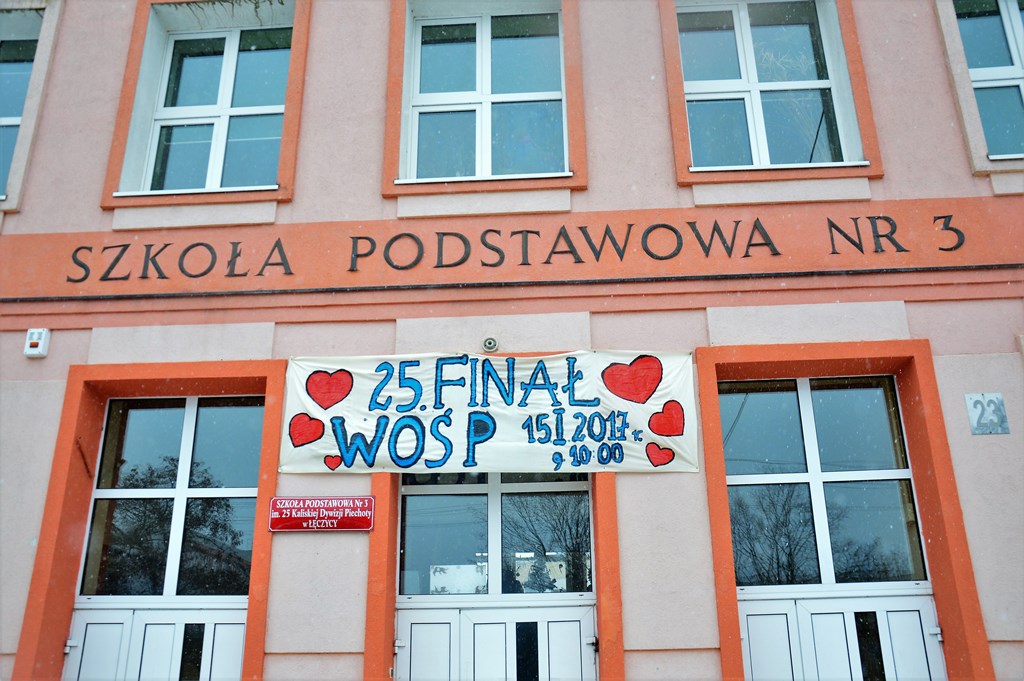 SZKOŁA PODSTAWOWA NR 3
25. FINAŁ
WOŚP
15 I 2017 r.
g 10:00
SZKOŁA PODSTAWOWA Nr 3
im. 25 Kaliskiej Dywizji Piechoty
w ŁĘCZYCY
23